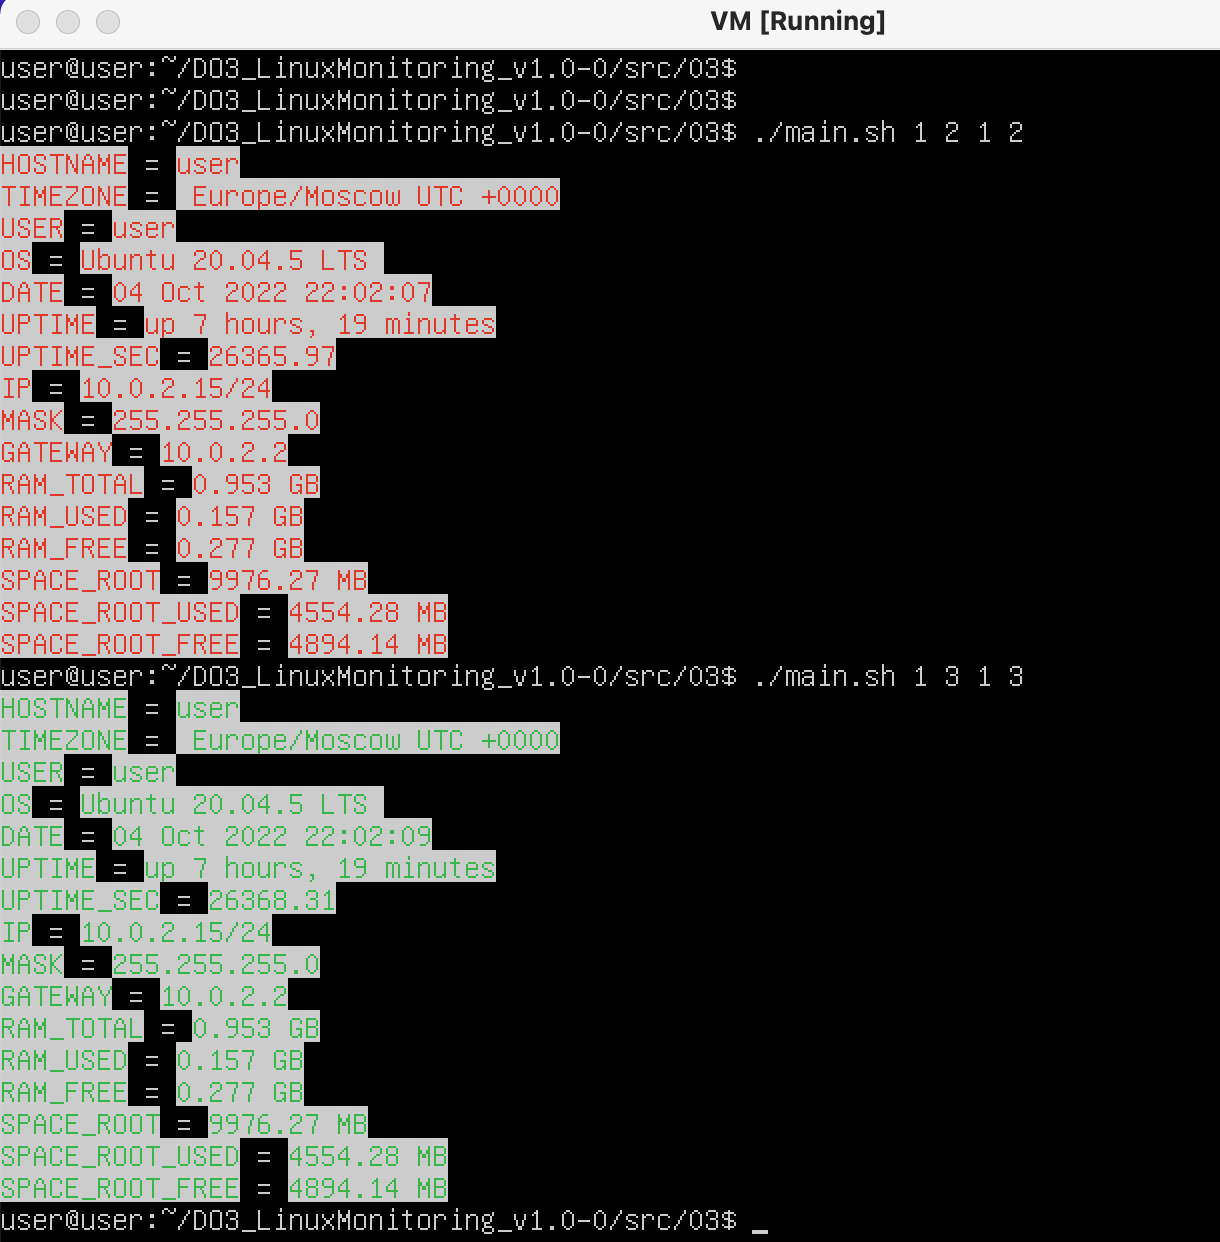 VM [Running]
user@user:~/DO3_LinuxMonitoring_v1.0-0/src/03$
user@user:~/DO3_LinuxMonitoring_v1.0-0/src/03$
user@user:~/DO3_LinuxMonitoring_v1.0-0/src/03$ ./main.sh 1 2 1 2
HOSTNAME = user
TIMEZONE =  Europe/Moscow UTC +0000
USER = user
OS = Ubuntu 20.04.5 LTS
DATE = 04 Oct 2022 22:02:07
UPTIME = up 7 hours, 19 minutes
UPTIME_SEC = 26365.97
IP = 10.0.2.15/24
MASK = 255.255.255.0
GATEWAY = 10.0.2.2
RAM_TOTAL = 0.953 GB
RAM_USED = 0.157 GB
RAM_FREE = 0.277 GB
SPACE_ROOT = 9976.27 MB
SPACE_ROOT_USED = 4554.28 MB
SPACE_ROOT_FREE = 4894.14 MB
user@user:~/DO3_LinuxMonitoring_v1.0-0/src/03$ ./main.sh 1 3 1 3
HOSTNAME = user
TIMEZONE =  Europe/Moscow UTC +0000
USER = user
OS = Ubuntu 20.04.5 LTS
DATE = 04 Oct 2022 22:02:09
UPTIME = up 7 hours, 19 minutes
UPTIME_SEC = 26368.31
IP = 10.0.2.15/24
MASK = 255.255.255.0
GATEWAY = 10.0.2.2
RAM_TOTAL = 0.953 GB
RAM_USED = 0.157 GB
RAM_FREE = 0.277 GB
SPACE_ROOT = 9976.27 MB
SPACE_ROOT_USED = 4554.28 MB
SPACE_ROOT_FREE = 4894.14 MB
user@user:~/DO3_LinuxMonitoring_v1.0-0/src/03$ _